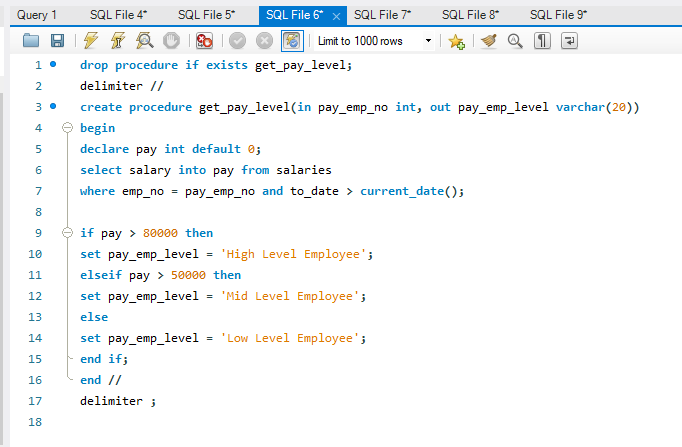 Query 1 SQL File 4* SQL File 5* SQL File 6* SQL File 7* SQL File 8* SQL File 9*
Limit to 1000 rows
1 drop procedure if exists get_pay_level;
2 delimiter //
3 create procedure get_pay_level(in pay_emp_no int, out pay_emp_level varchar(20))
4 begin
5 declare pay int default 0;
6 select salary into pay from salaries
7 where emp_no = pay_emp_no and to_date > current_date();
8
9 if pay > 80000 then
10 set pay_emp_level = 'High Level Employee';
11 elseif pay > 50000 then
12 set pay_emp_level = 'Mid Level Employee';
13 else
14 set pay_emp_level = 'Low Level Employee';
15 end if;
16 end //
17 delimiter ;
18